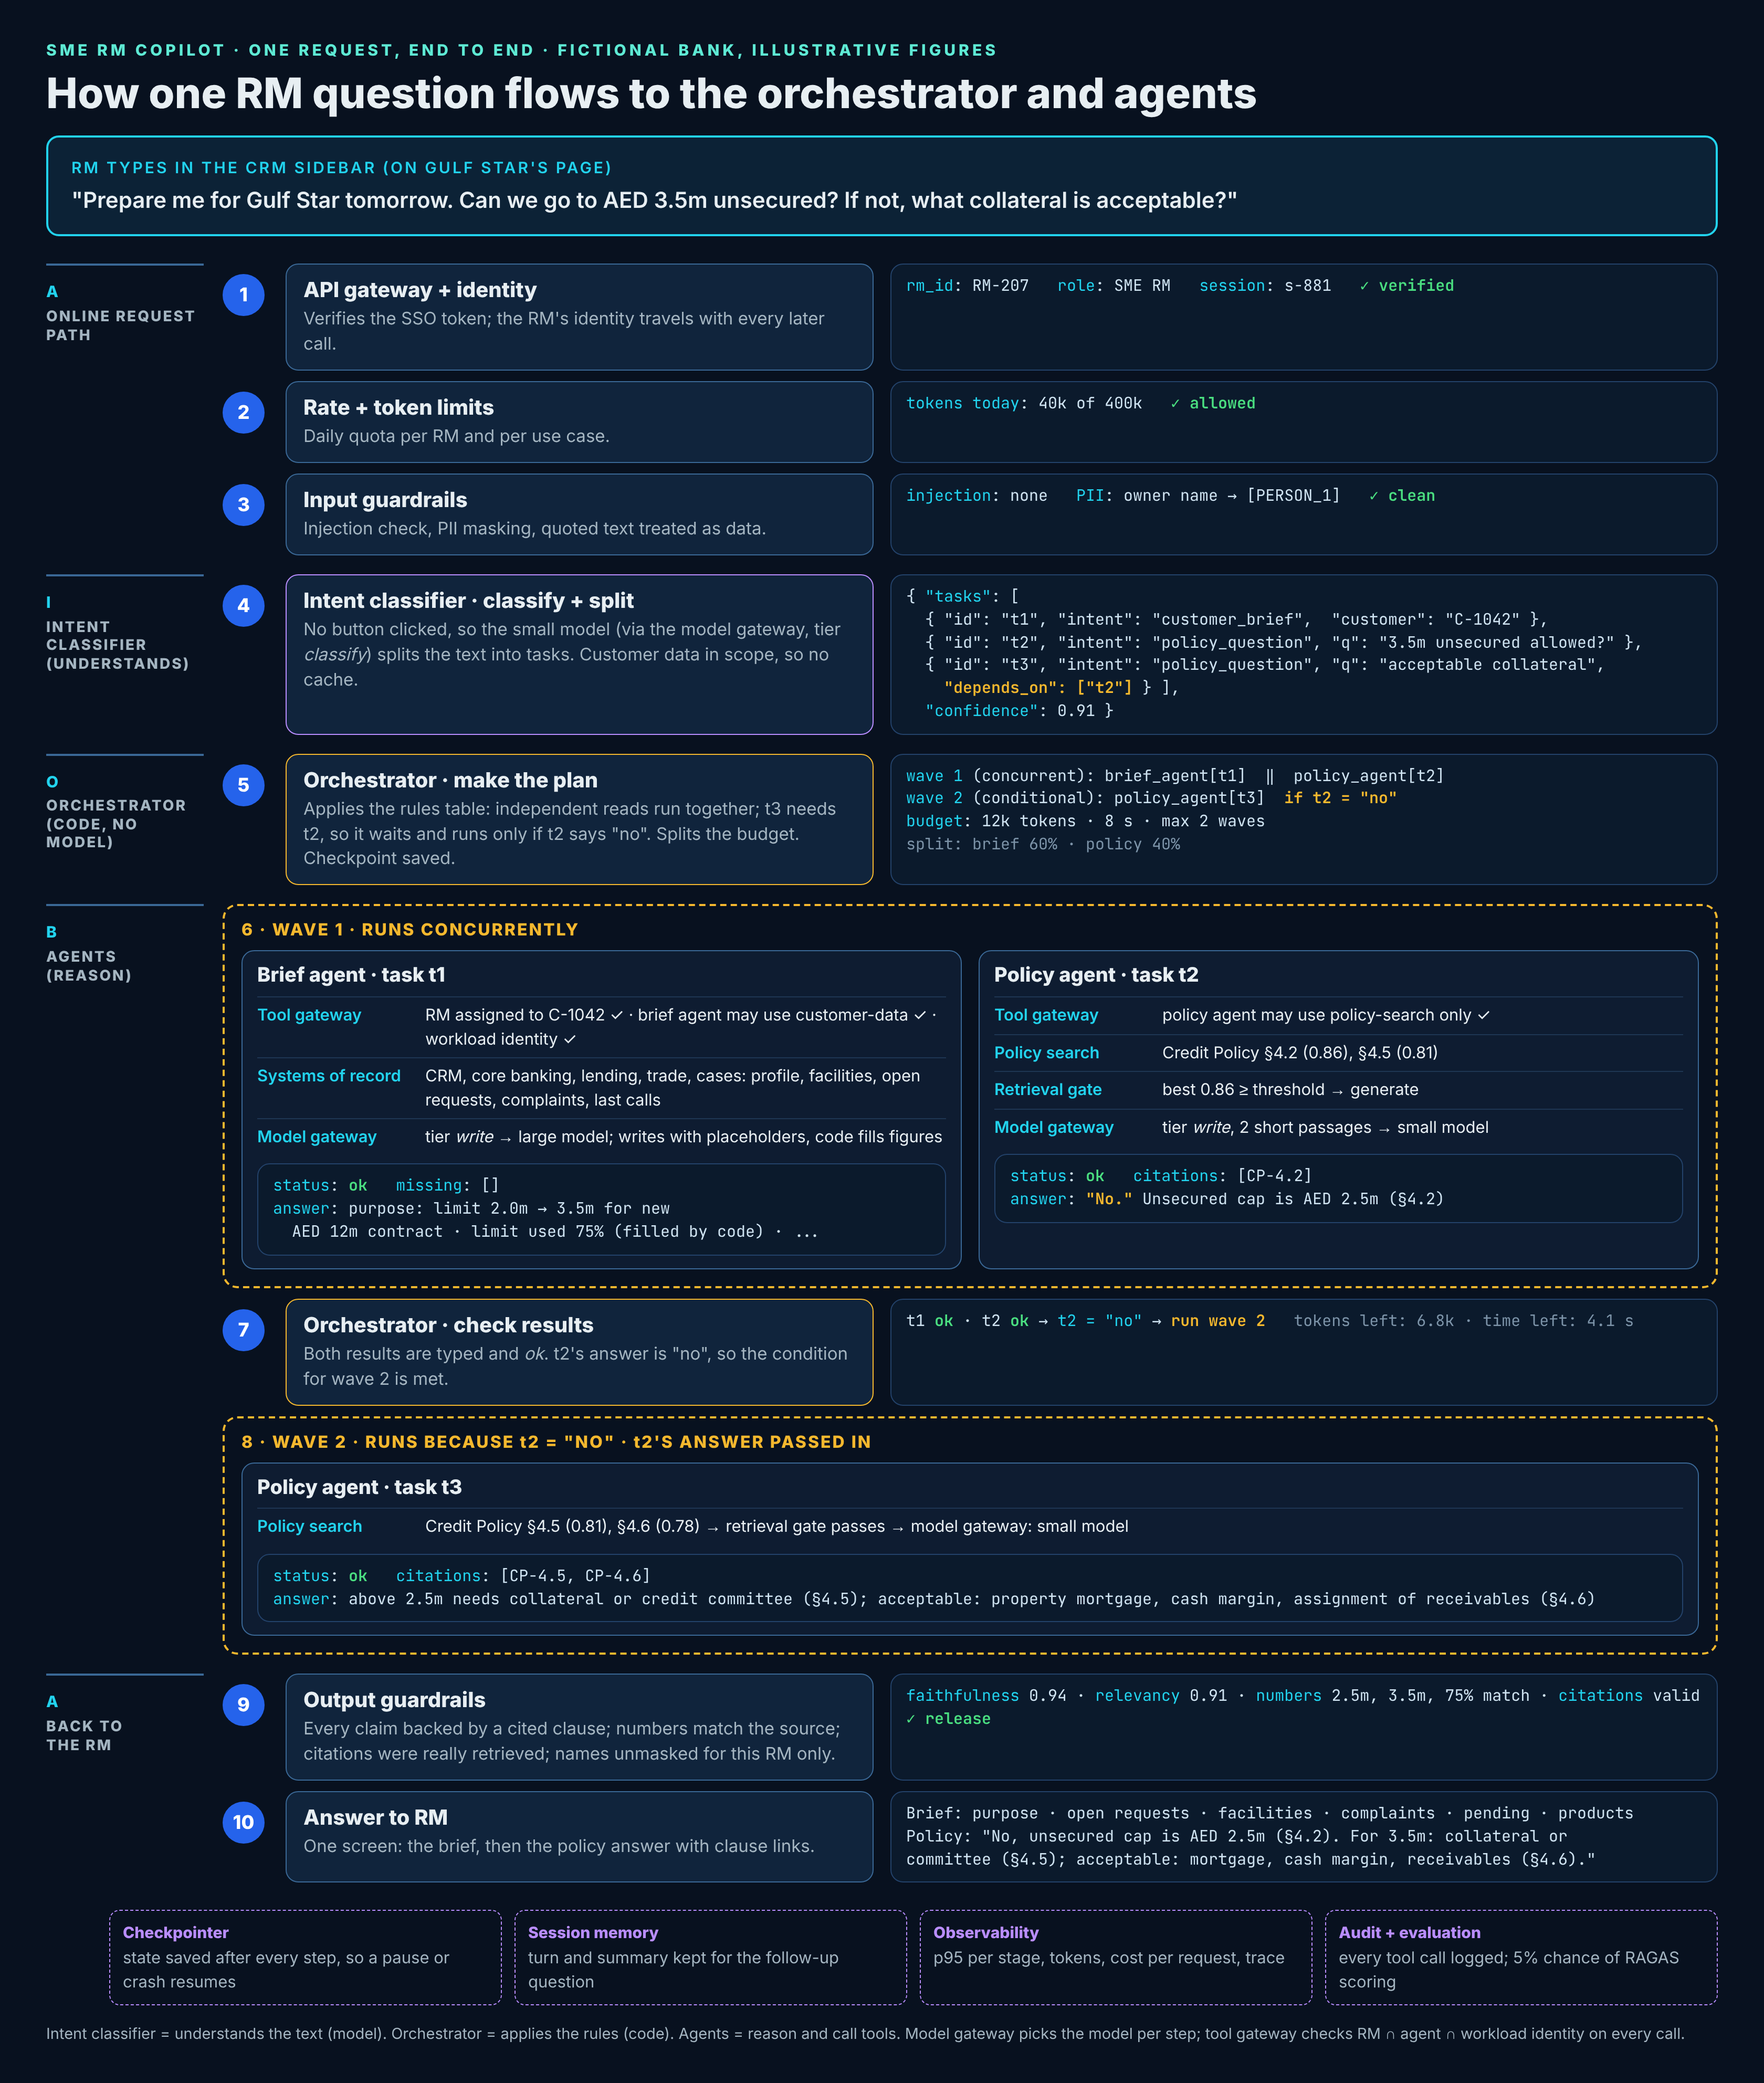 SME RM COPILOT · ONE REQUEST, END TO END · FICTIONAL BANK, ILLUSTRATIVE FIGURES
How one RM question flows to the orchestrator and agents
RM TYPES IN THE CRM SIDEBAR (ON GULF STAR'S PAGE)
"Prepare me for Gulf Star tomorrow. Can we go to AED 3.5m unsecured? If not, what collateral is acceptable?"
A
ONLINE REQUEST
PATH
1
API gateway + identity
Verifies the SSO token; the RM's identity travels with every later
call.
rm_id: RM-207 role: SME RM session: s-881 ✓ verified
2
Rate + token limits
Daily quota per RM and per use case.
tokens today: 40k of 400k ✓ allowed
3
Input guardrails
Injection check, PII masking, quoted text treated as data.
injection: none PII: owner name → [PERSON_1] ✓ clean
I
INTENT
CLASSIFIER
(UNDERSTANDS)
4
Intent classifier · classify + split
No button clicked, so the small model (via the model gateway, tier
classify) splits the text into tasks. Customer data in scope, so no
cache.
{ "tasks": [
{ "id": "t1", "intent": "customer_brief", "customer": "C-1042" },
{ "id": "t2", "intent": "policy_question", "q": "3.5m unsecured allowed?" },
{ "id": "t3", "intent": "policy_question", "q": "acceptable collateral",
"depends_on": ["t2"] } ],
"confidence": 0.91 }
O
ORCHESTRATOR
(CODE, NO
MODEL)
5
Orchestrator · make the plan
Applies the rules table: independent reads run together; t3 needs
t2, so it waits and runs only if t2 says "no". Splits the budget.
Checkpoint saved.
wave 1 (concurrent): brief_agent[t1] ‖ policy_agent[t2]
wave 2 (conditional): policy_agent[t3] if t2 = "no"
budget: 12k tokens · 8 s · max 2 waves
split: brief 60% · policy 40%
B
AGENTS
(REASON)
6 · WAVE 1 · RUNS CONCURRENTLY
Brief agent · task t1
Tool gateway RM assigned to C-1042 ✓ · brief agent may use customer-data ✓ ·
workload identity ✓
Systems of record CRM, core banking, lending, trade, cases: profile, facilities, open
requests, complaints, last calls
Model gateway tier write → large model; writes with placeholders, code fills figures
status: ok missing: []
answer: purpose: limit 2.0m → 3.5m for new
AED 12m contract · limit used 75% (filled by code) · ...
Policy agent · task t2
Tool gateway policy agent may use policy-search only ✓
Policy search Credit Policy §4.2 (0.86), §4.5 (0.81)
Retrieval gate best 0.86 ≥ threshold → generate
Model gateway tier write, 2 short passages → small model
status: ok citations: [CP-4.2]
answer: "No." Unsecured cap is AED 2.5m (§4.2)
7
Orchestrator · check results
Both results are typed and ok. t2's answer is "no", so the condition
for wave 2 is met.
t1 ok · t2 ok → t2 = "no" → run wave 2 tokens left: 6.8k · time left: 4.1 s
8 · WAVE 2 · RUNS BECAUSE t2 = "NO" · t2'S ANSWER PASSED IN
Policy agent · task t3
Policy search Credit Policy §4.5 (0.81), §4.6 (0.78) → retrieval gate passes → model gateway: small model
status: ok citations: [CP-4.5, CP-4.6]
answer: above 2.5m needs collateral or credit committee (§4.5); acceptable: property mortgage, cash margin, assignment of receivables (§4.6)
A
BACK TO
THE RM
9
Output guardrails
Every claim backed by a cited clause; numbers match the source;
citations were really retrieved; names unmasked for this RM only.
faithfulness 0.94 · relevancy 0.91 · numbers 2.5m, 3.5m, 75% match · citations valid
✓ release
10
Answer to RM
One screen: the brief, then the policy answer with clause links.
Brief: purpose · open requests · facilities · complaints · pending · products
Policy: "No, unsecured cap is AED 2.5m (§4.2). For 3.5m: collateral or
committee (§4.5); acceptable: mortgage, cash margin, receivables (§4.6)."
Checkpointer
state saved after every step, so a pause or
crash resumes
Session memory
turn and summary kept for the follow-up
question
Observability
p95 per stage, tokens, cost per request, trace
Audit + evaluation
every tool call logged; 5% chance of RAGAS
scoring
Intent classifier = understands the text (model). Orchestrator = applies the rules (code). Agents = reason and call tools. Model gateway picks the model per step; tool gateway checks RM ∩ agent ∩ workload identity on every call.